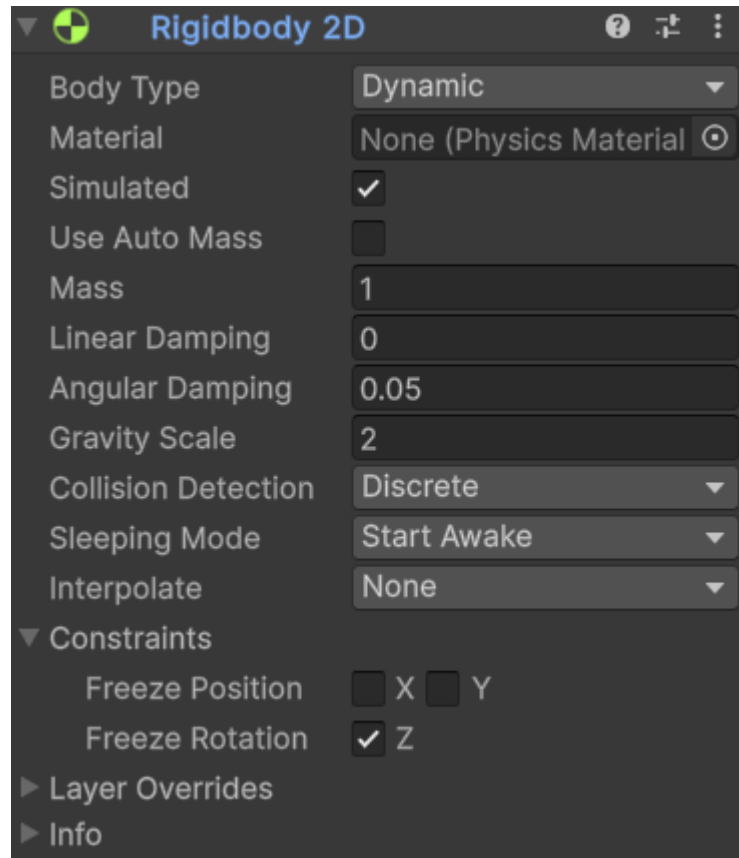 Rigidbody 2D
Body Type Dynamic
Material None (Physics Material
Simulated
Use Auto Mass
Mass 1
Linear Damping 0
Angular Damping 0.05
Gravity Scale 2
Collision Detection Discrete
Sleeping Mode Start Awake
Interpolate None
Constraints
Freeze Position X Y
Freeze Rotation Z
Layer Overrides
Info